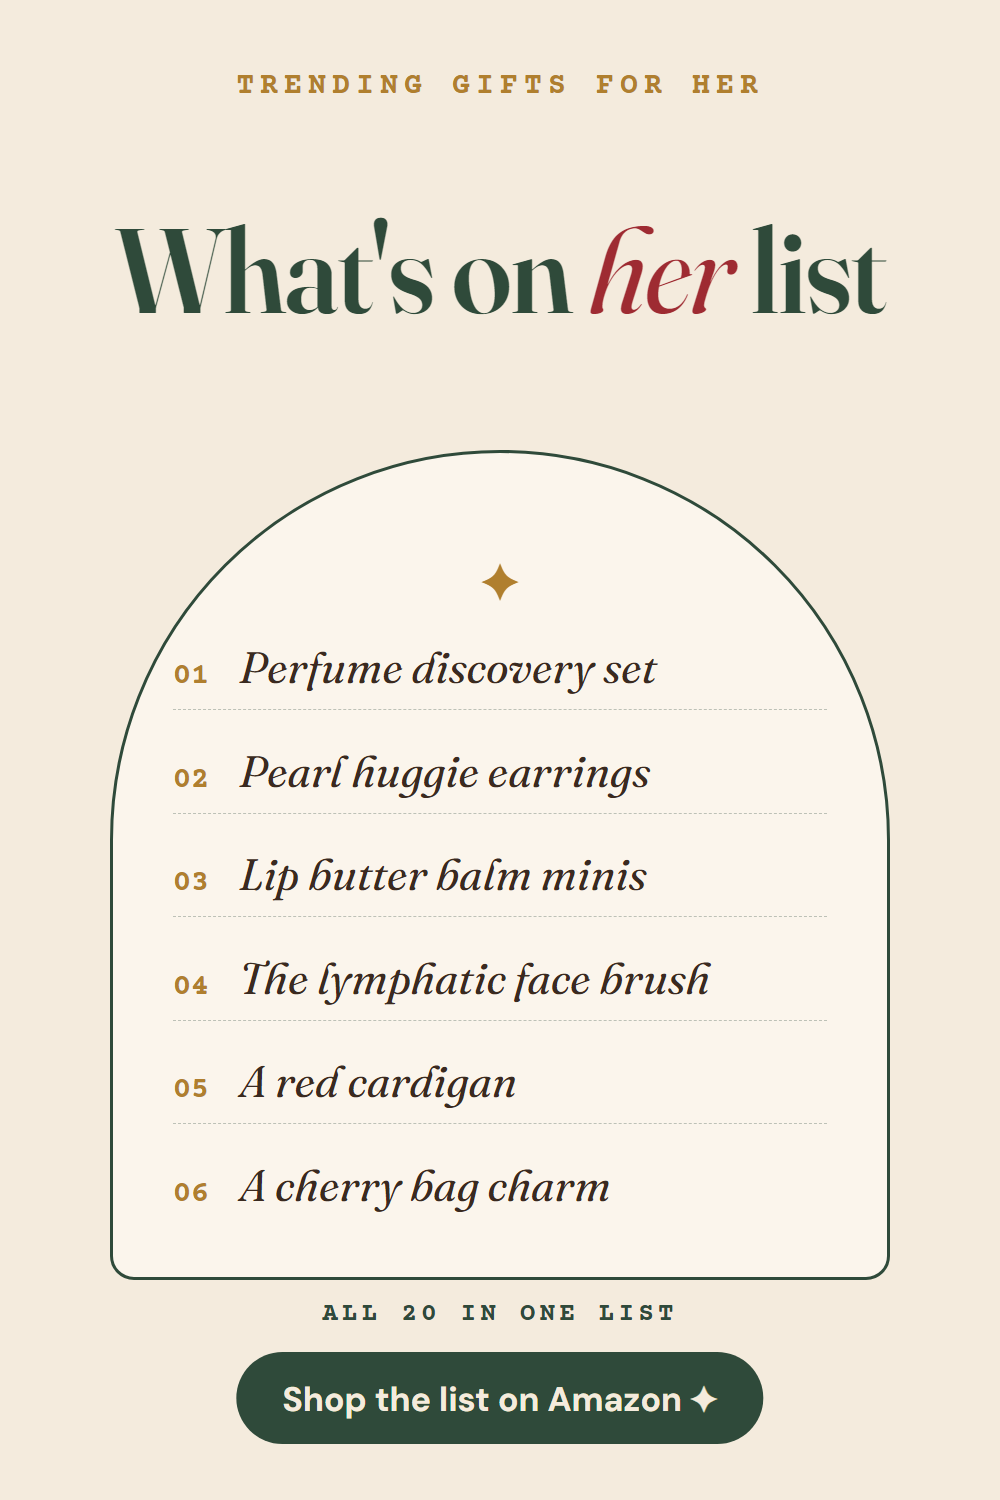 TRENDING GIFTS FOR HER
What's on her list
01 Perfume discovery set
02 Pearl huggie earrings
03 Lip butter balm minis
04 The lymphatic face brush
05 A red cardigan
06 A cherry bag charm
ALL 20 IN ONE LIST
Shop the list on Amazon ✦